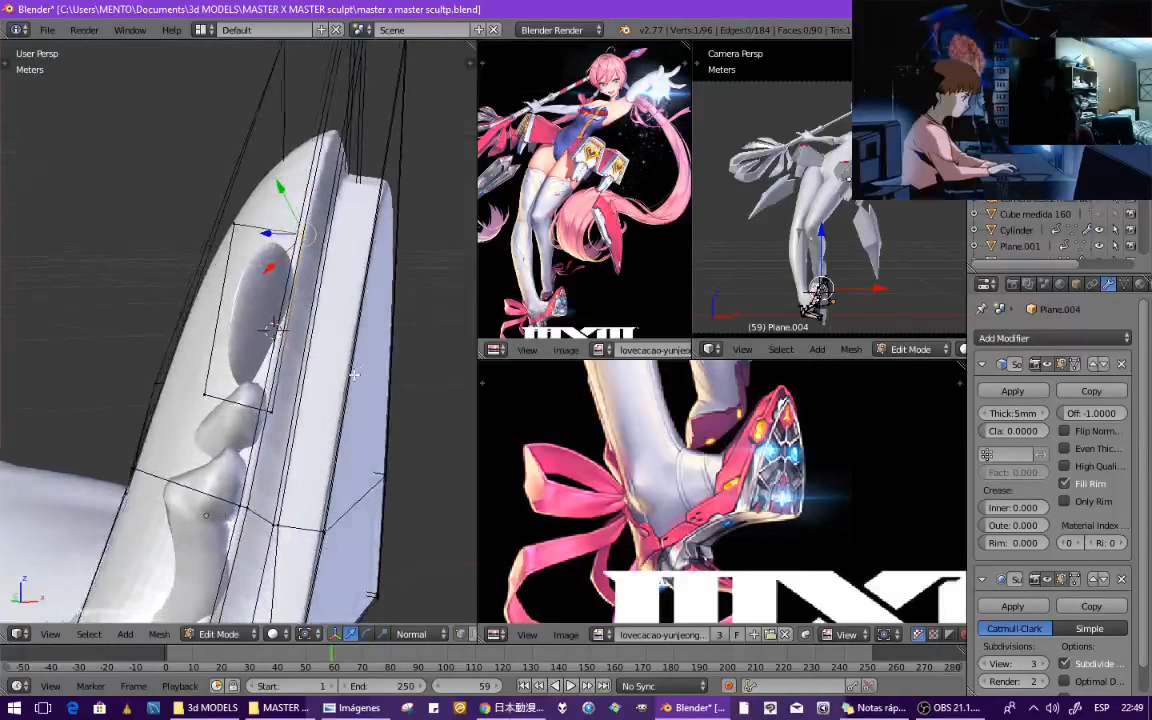 Blender* [C:\Users\MENTO\Documents\3d MODELS\MASTER X MASTER sculpt\master x master scultp.blend]
File Render Window Help Default Scene Blender Render v2.77 | Verts:1/96 | Edges:0/184 | Faces:0/90 | Tris:1
User Persp
Meters
Camera Persp
Meters
(59) Plane.004
View Image lovecacao-yunjeo
View Select Add Mesh Edit Mode
Cube medida 160
Cylinder
Plane.001
Plane.004
Add Modifier
So
Apply Copy
Thick:5mm Off: -1.0000
Cla: 0.0000 Flip Norm
Even Thic
High Quali
Fact: 0.000 Fill Rim
Crease: Only Rim
Inner: 0.000
Oute: 0.000 Material Index
Rim: 0.000 0 Ri: 0
Su
Apply Copy
Catmull-Clark Simple
Subdivisions: Options:
View: 3 Subdivide
Render: 2 Optimal D
z
x
View Select Add Mesh Edit Mode Normal
View Image lovecacao-yunjeong 3 F View
-50 -40 -30 -20 -10 0 10 20 30 40 50 60 70 80 90 100 110 120 130 140 150 160 170 180 190 200 210 220 230 240 250 260 270 280
View Marker Frame Playback Start: 1 End: 250 59 No Sync
3d MODELS MASTER ... Imágenes 日本動漫... Blender* [... Notas ráp... OBS 21.1.... ESP 22:49